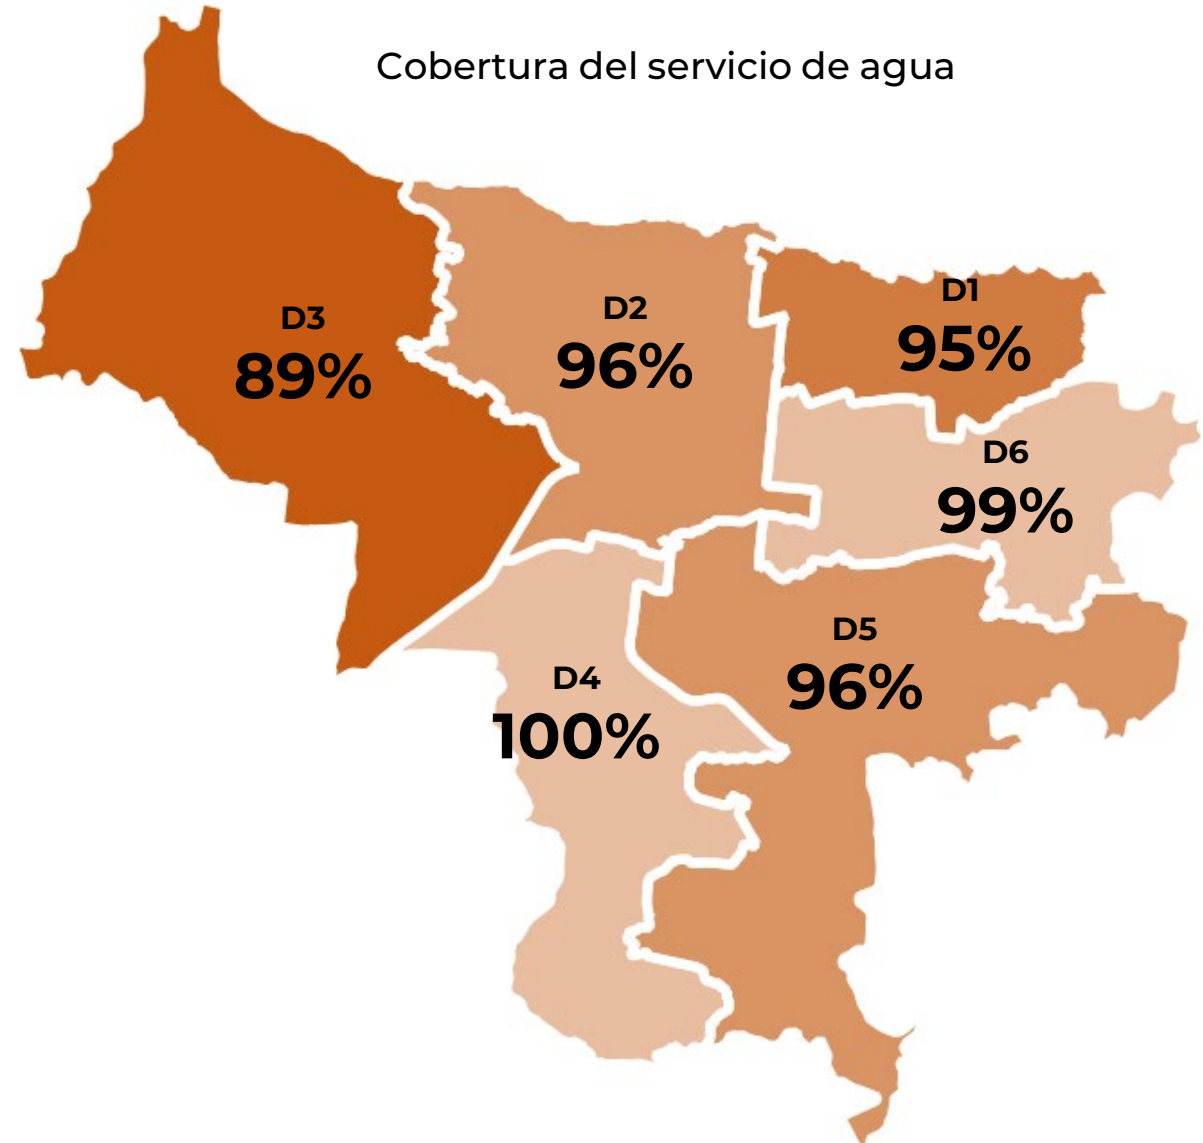 Cobertura del servicio de agua
D1
95%
D2
96%
D3
89%
D6
99%
D5
96%
D4
100%